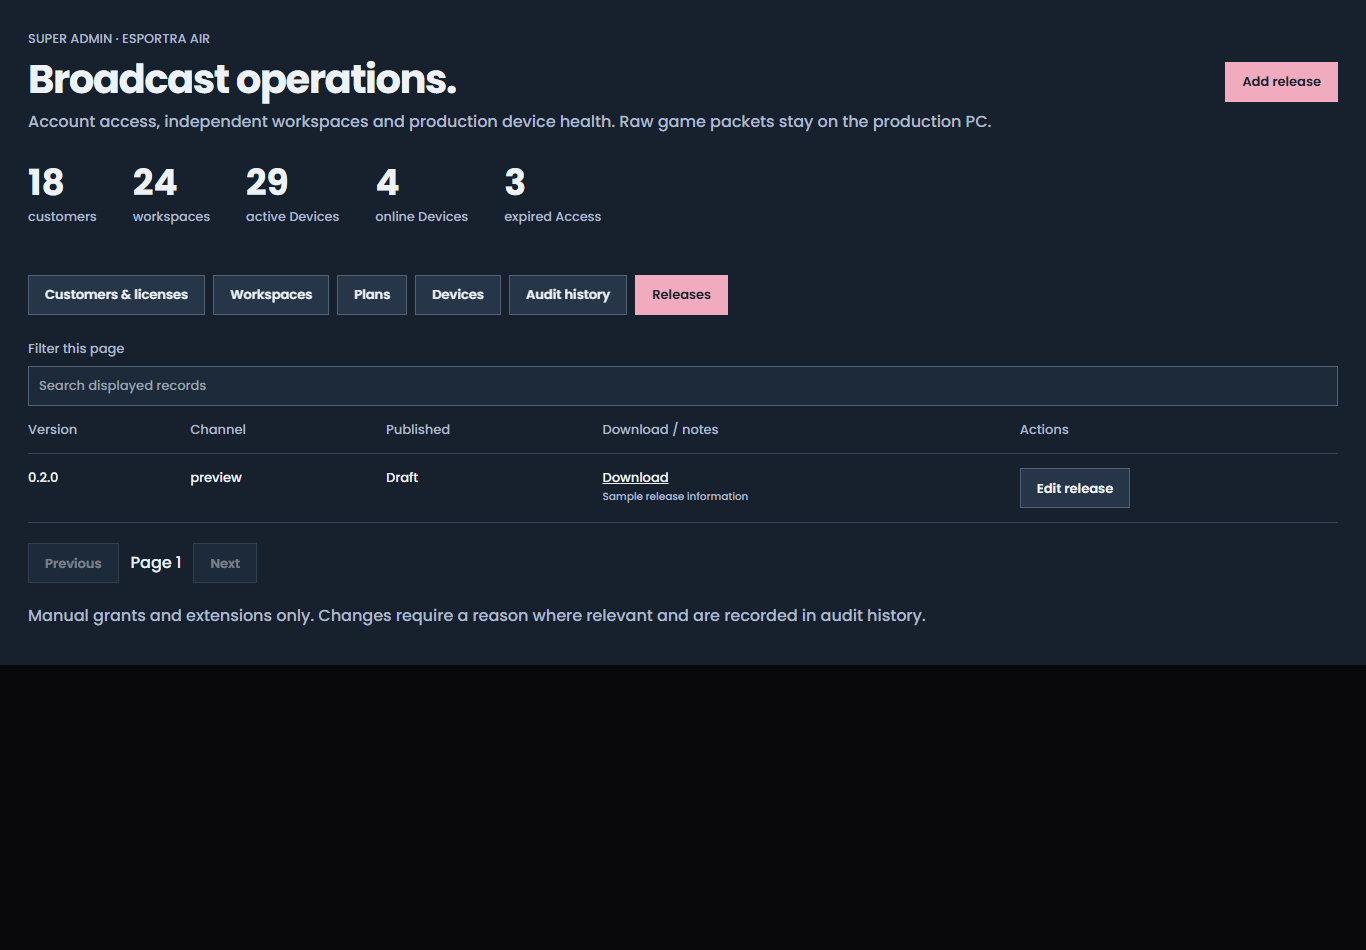 SUPER ADMIN · ESPORTRA AIR
Broadcast operations.
Add release
Account access, independent workspaces and production device health. Raw game packets stay on the production PC.
18 24 29 4 3
customers workspaces active Devices online Devices expired Access
Customers & licenses Workspaces Plans Devices Audit history Releases
Filter this page
Search displayed records
Version Channel Published Download / notes Actions
0.2.0 preview Draft Download Edit release
Sample release information
Previous Page 1 Next
Manual grants and extensions only. Changes require a reason where relevant and are recorded in audit history.